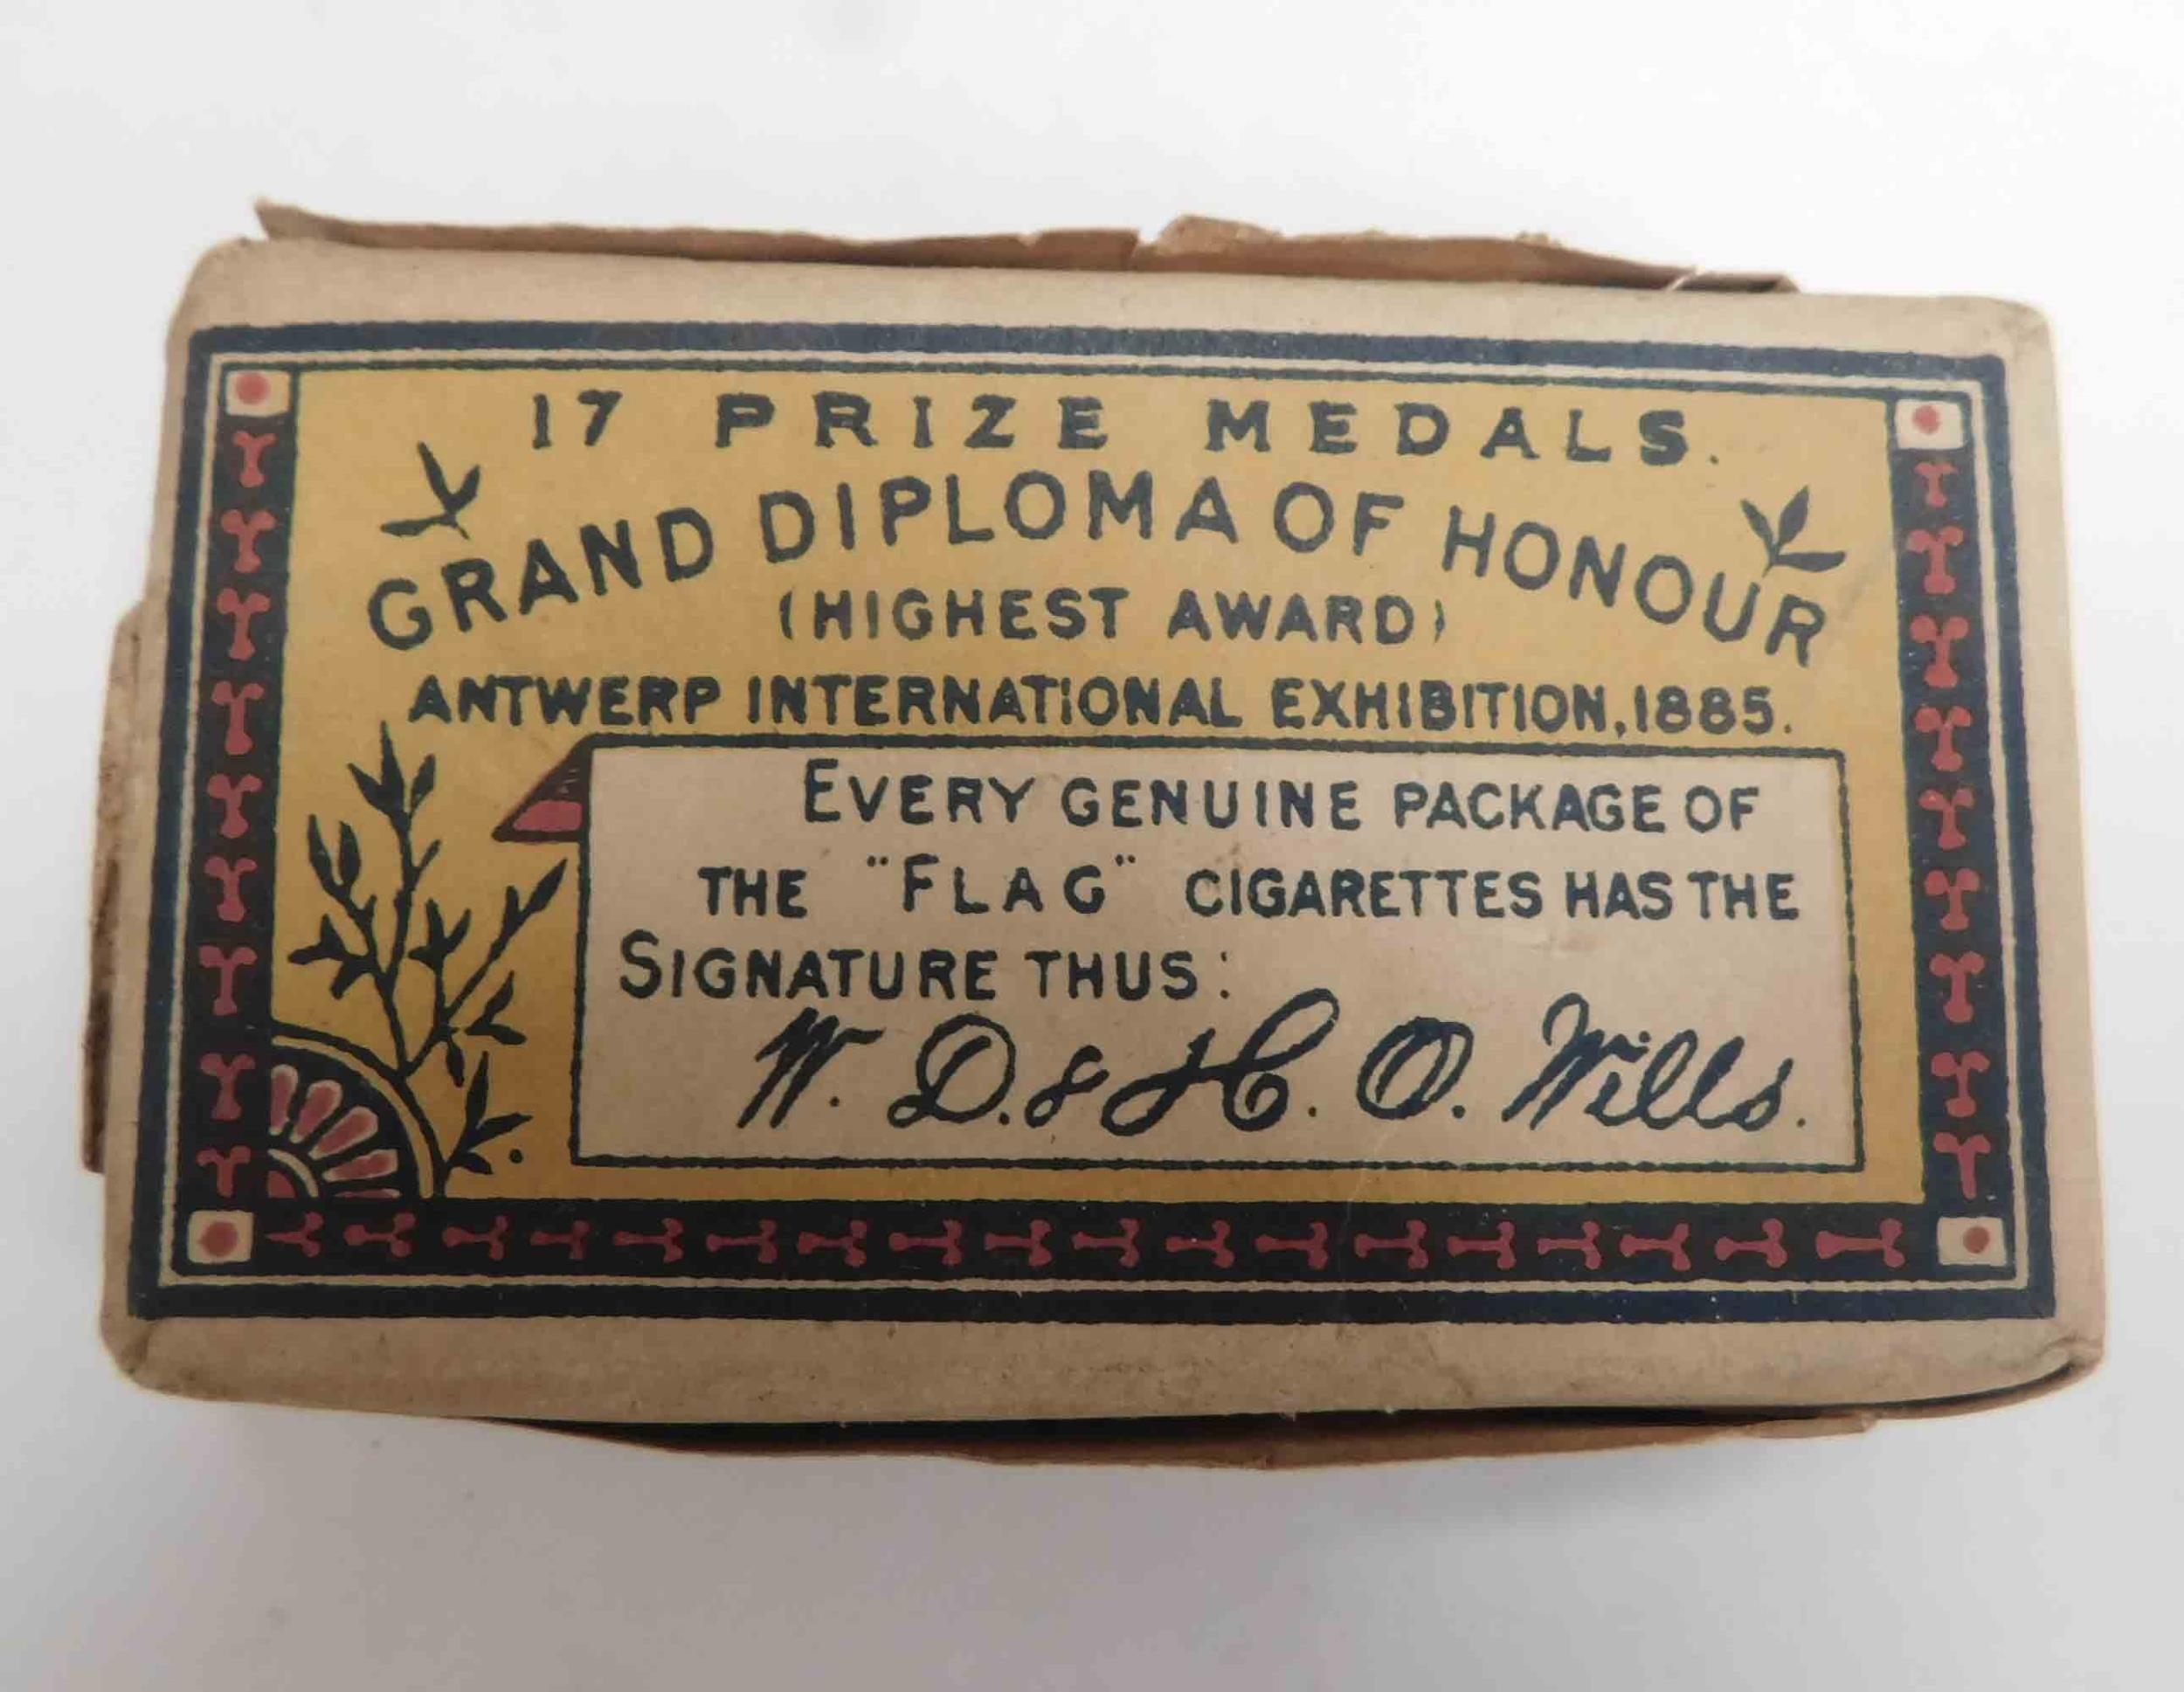 17 PRIZE MEDALS.
GRAND DIPLOMA OF HONOUR
(HIGHEST AWARD)
ANTWERP INTERNATIONAL EXHIBITION, 1885.
EVERY GENUINE PACKAGE OF
THE "FLAG" CIGARETTES HAS THE
SIGNATURE THUS:
W. D. & H. O. Wills.